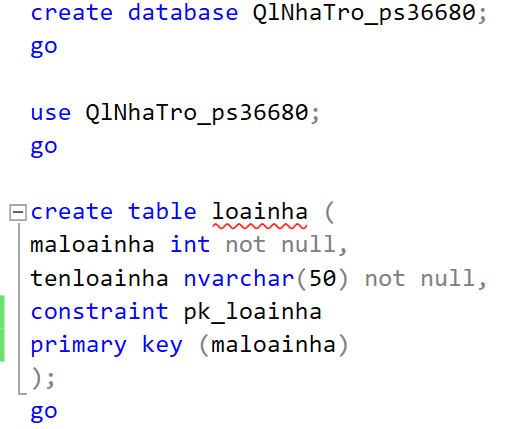 create database QlNhaTro_ps36680;
go
use QlNhaTro_ps36680;
go
create table loainha (
maloainha int not null,
tenloainha nvarchar(50) not null,
constraint pk_loainha
primary key (maloainha)
);
go